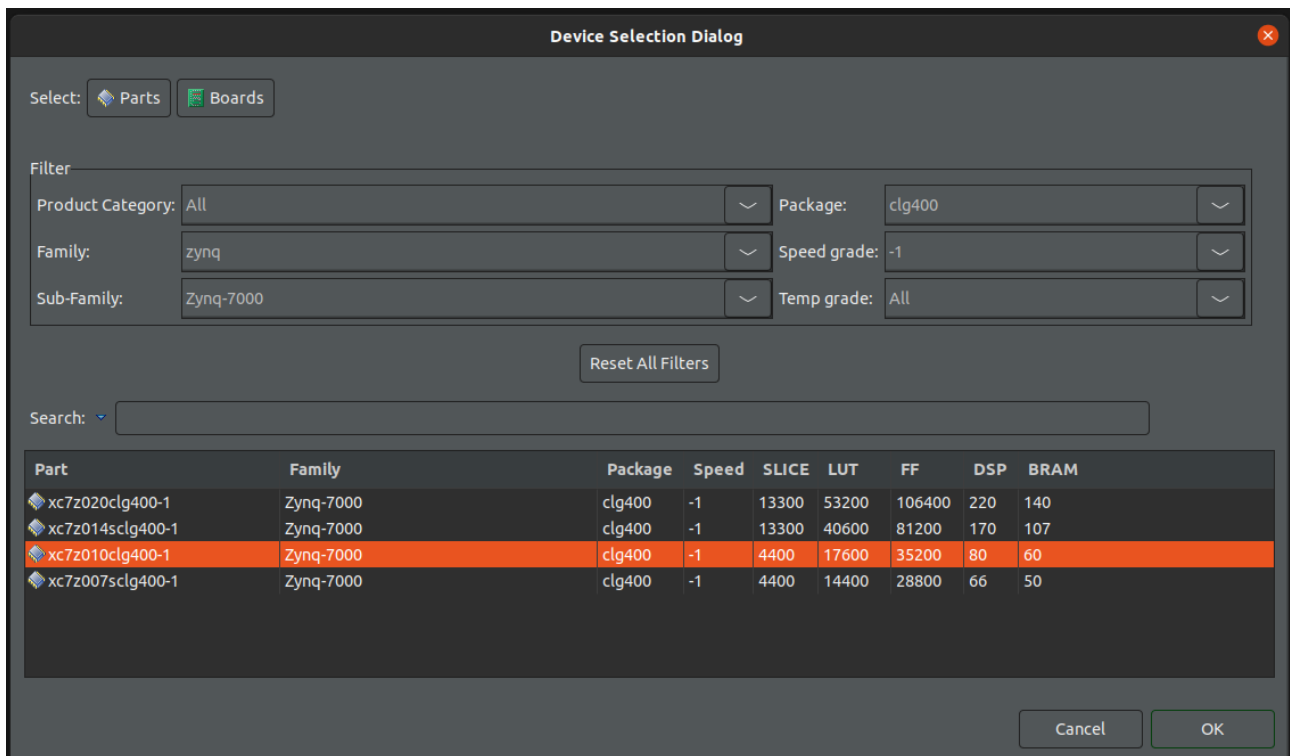 Device Selection Dialog
Select: Parts Boards
Filter
Product Category: All Package: clg400
Family: zynq Speed grade: -1
Sub-Family: Zynq-7000 Temp grade: All
Reset All Filters
Search:
Part Family Package Speed SLICE LUT FF DSP BRAM
xc7z020clg400-1 Zynq-7000 clg400 -1 13300 53200 106400 220 140
xc7z014sclg400-1 Zynq-7000 clg400 -1 13300 40600 81200 170 107
xc7z010clg400-1 Zynq-7000 clg400 -1 4400 17600 35200 80 60
xc7z007sclg400-1 Zynq-7000 clg400 -1 4400 14400 28800 66 50
Cancel OK